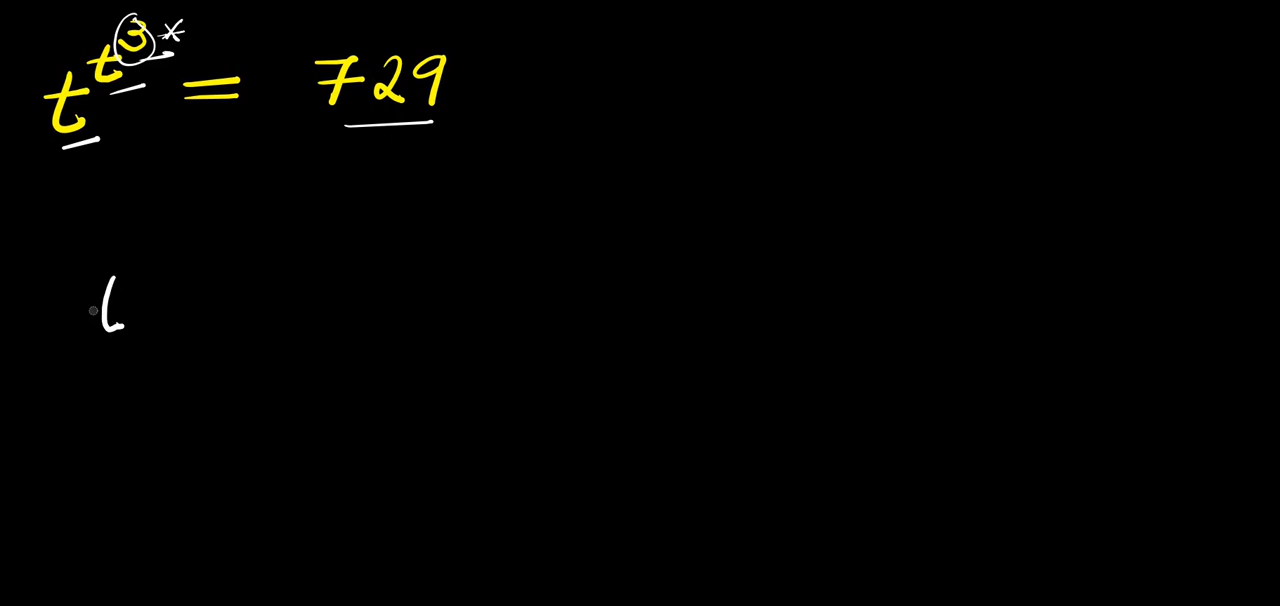 t^{t^{3}*} = 729
(